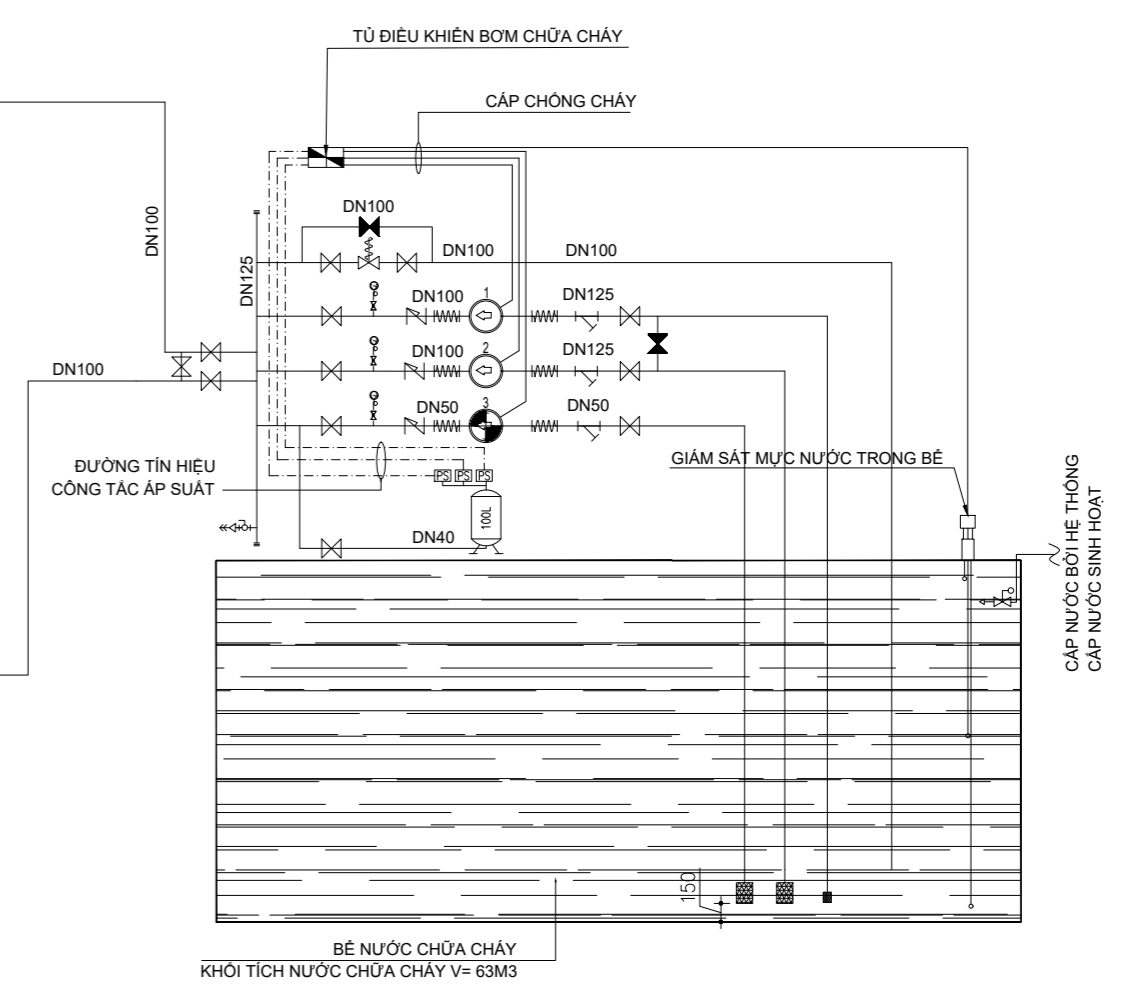 TỦ ĐIỀU KHIỂN BƠM CHỮA CHÁY
CÁP CHỐNG CHÁY
DN100
DN100
DN125
DN100
DN100
1
DN100
DN125
2
DN100
DN125
3
DN50
DN50
DN100
ĐƯỜNG TÍN HIỆU
CÔNG TẮC ÁP SUẤT
PS
PS
PS
100L
DN40
GIÁM SÁT MỰC NƯỚC TRONG BỂ
CẤP NƯỚC BỞI HỆ THỐNG
CẤP NƯỚC SINH HOẠT
150
BỂ NƯỚC CHỮA CHÁY
KHỐI TÍCH NƯỚC CHỮA CHÁY V= 63M3